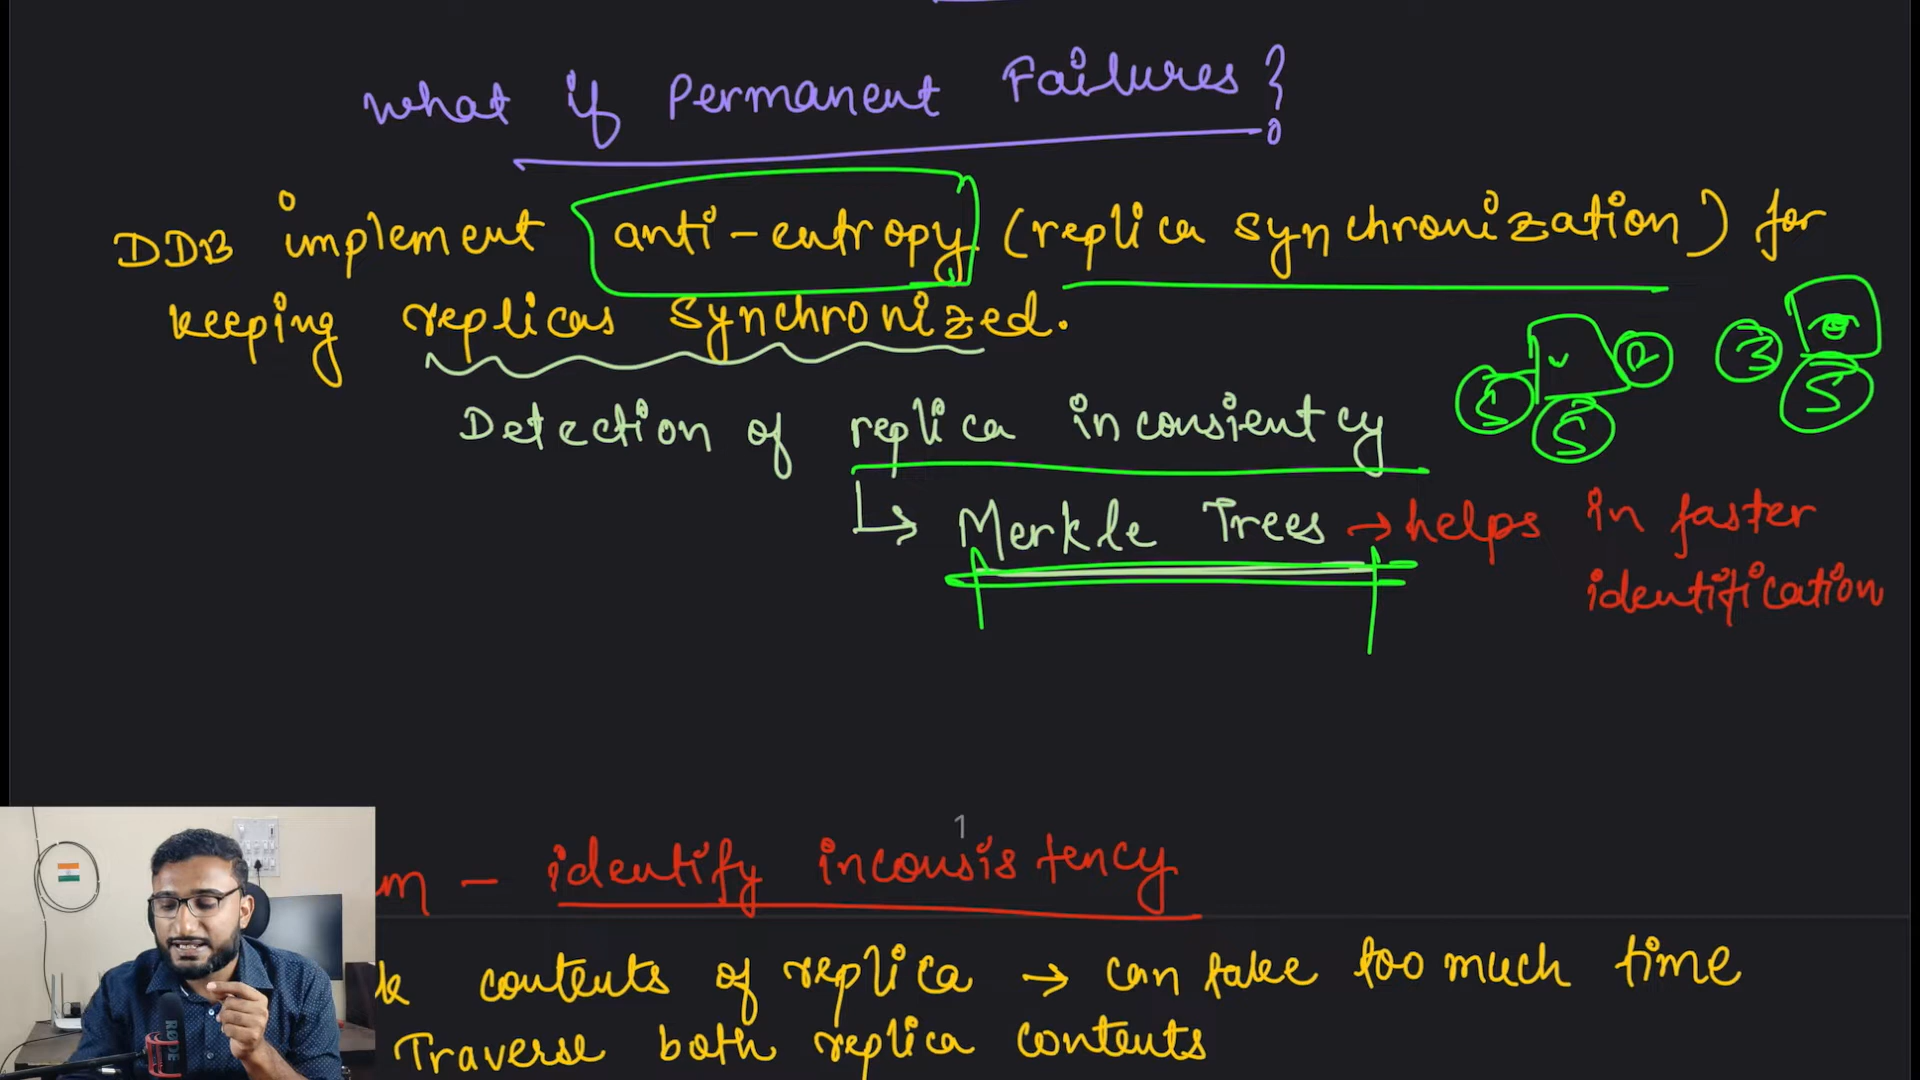 What if Permanent Failures?
DDB implement anti-entropy (replica synchronization) for
keeping replicas synchronized.
Detection of replica inconsientcy
↳ Merkle Trees → helps in faster
identification
1
m - identify inconsistency
contents of replica → can take too much time
Traverse both replica contents
RØDE